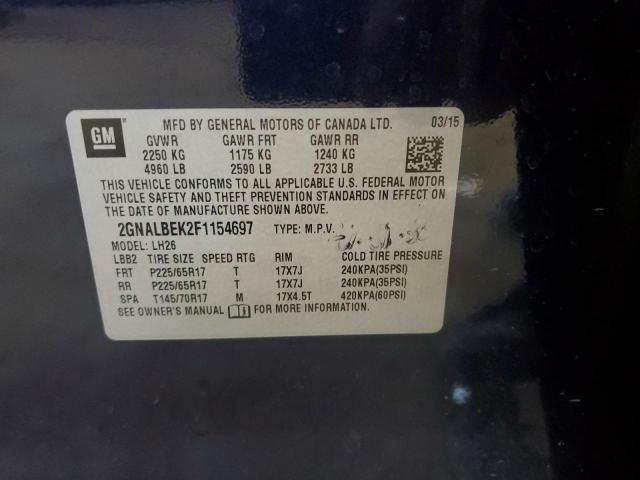 GM
MFD BY GENERAL MOTORS OF CANADA LTD. 03/15
GVWR GAWR FRT GAWR RR
2250 KG 1175 KG 1240 KG
4960 LB 2590 LB 2733 LB
THIS VEHICLE CONFORMS TO ALL APPLICABLE U.S. FEDERAL MOTOR
VEHICLE SAFETY AND THEFT PREVENTION STANDARDS IN EFFECT ON
THE DATE OF MANUFACTURE SHOWN ABOVE.
2GNALBEK2F1154697 TYPE: M.P.V.
MODEL: LH26
LBB2 TIRE SIZE SPEED RTG RIM COLD TIRE PRESSURE
FRT P225/65R17 T 17X7J 240KPA(35PSI)
RR P225/65R17 T 17X7J 240KPA(35PSI)
SPA T145/70R17 M 17X4.5T 420KPA(60PSI)
SEE OWNER'S MANUAL FOR MORE INFORMATION.